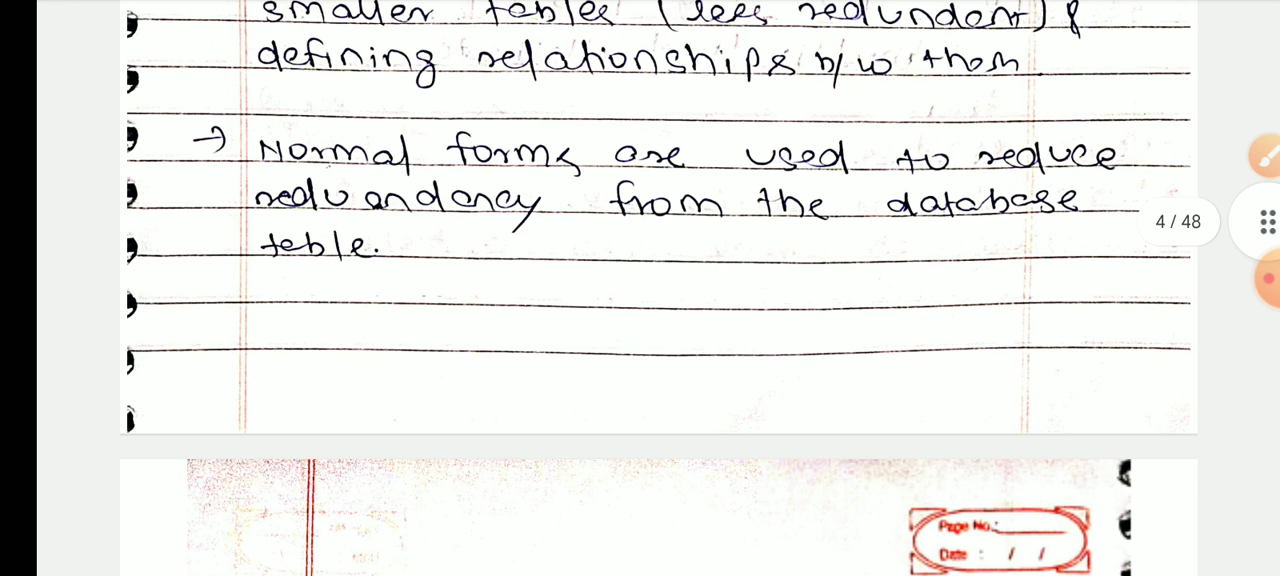 smaller tables (less redundant) &
defining relationships b/w them
→ Normal forms are used to reduce
reduandancy from the database
table.
4 / 48
Page No.:
Date : / /